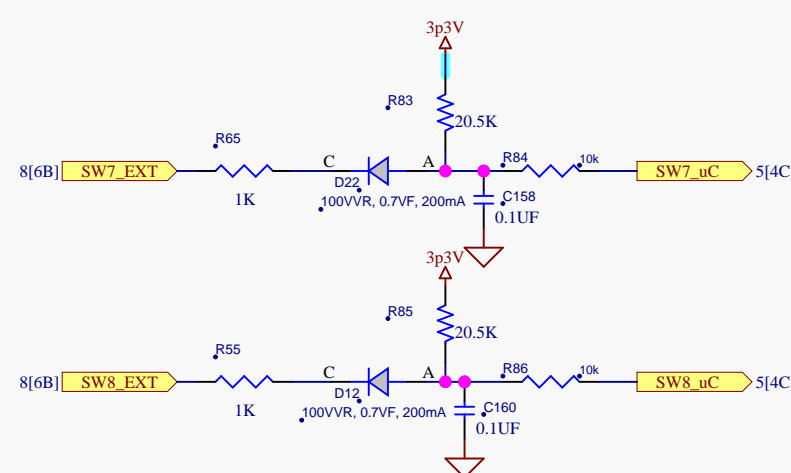 3p3V
R83
20.5K
R65
1K
8[6B] SW7_EXT
C
A
D22
100VVR, 0.7VF, 200mA
R84
10k
C158
0.1UF
SW7_uC 5[4C
3p3V
R85
20.5K
R55
1K
8[6B] SW8_EXT
C
A
D12
100VVR, 0.7VF, 200mA
R86
10k
C160
0.1UF
SW8_uC 5[4C